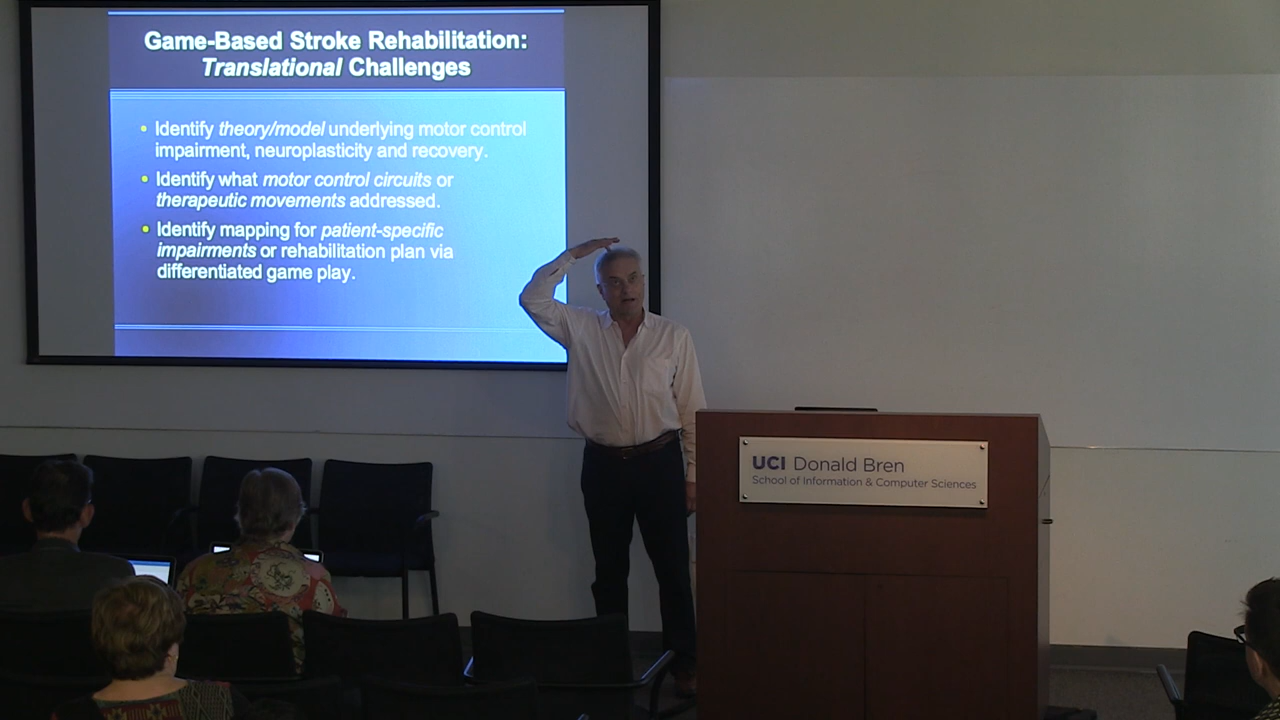 Game-Based Stroke Rehabilitation:
Translational Challenges
• Identify theory/model underlying motor control
impairment, neuroplasticity and recovery.
• Identify what motor control circuits or
therapeutic movements addressed.
• Identify mapping for patient-specific
impairments or rehabilitation plan via
differentiated game play.
UCI Donald Bren
School of Information & Computer Sciences